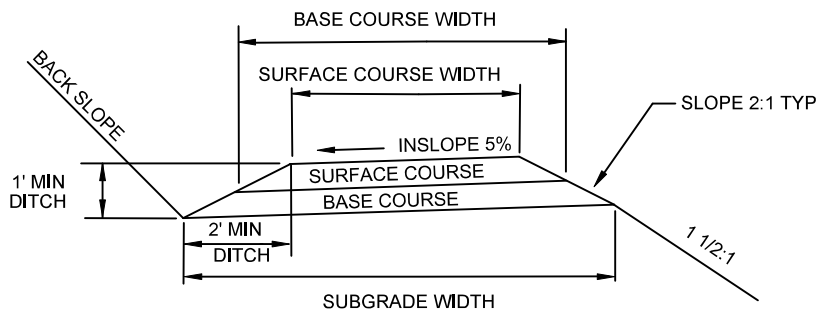 BASE COURSE WIDTH
BACK SLOPE
SURFACE COURSE WIDTH
SLOPE 2:1 TYP
INSLOPE 5%
1' MIN
DITCH
SURFACE COURSE
BASE COURSE
2' MIN
DITCH
1 1/2:1
SUBGRADE WIDTH